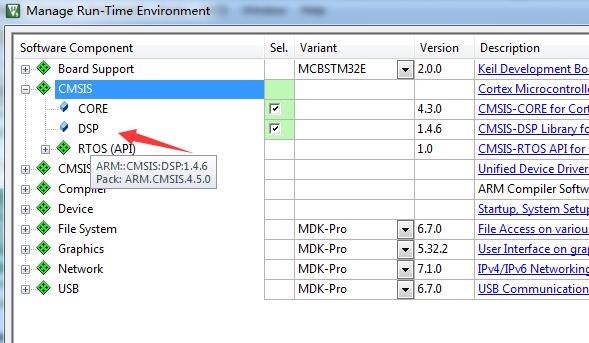 Manage Run-Time Environment
Software Component Sel. Variant Version Description
Board Support MCBSTM32E 2.0.0 Keil Development Bo
CMSIS Cortex Microcontrolle
CORE 4.3.0 CMSIS-CORE for Cort
DSP 1.4.6 CMSIS-DSP Library fo
RTOS (API) 1.0 CMSIS-RTOS API for
ARM::CMSIS:DSP:1.4.6
Pack: ARM.CMSIS.4.5.0
CMSIS Unified Device Driver
Compiler ARM Compiler Softw
Device Startup, System Setup
File System MDK-Pro 6.7.0 File Access on various
Graphics MDK-Pro 5.32.2 User Interface on grap
Network MDK-Pro 7.1.0 IPv4/IPv6 Networking
USB MDK-Pro 6.7.0 USB Communication